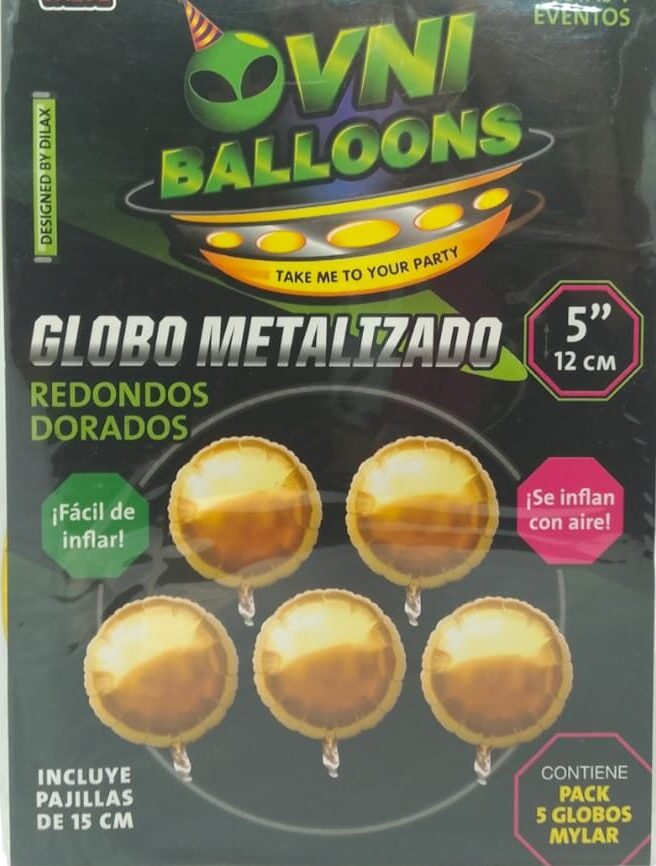 EVENTOS
OVNI
BALLOONS
DESIGNED BY DILAX
TAKE ME TO YOUR PARTY
GLOBO METALIZADO
5”
12 CM
REDONDOS
DORADOS
¡Fácil de
inflar!
¡Se inflan
con aire!
INCLUYE
PAJILLAS
DE 15 CM
CONTIENE
PACK
5 GLOBOS
MYLAR